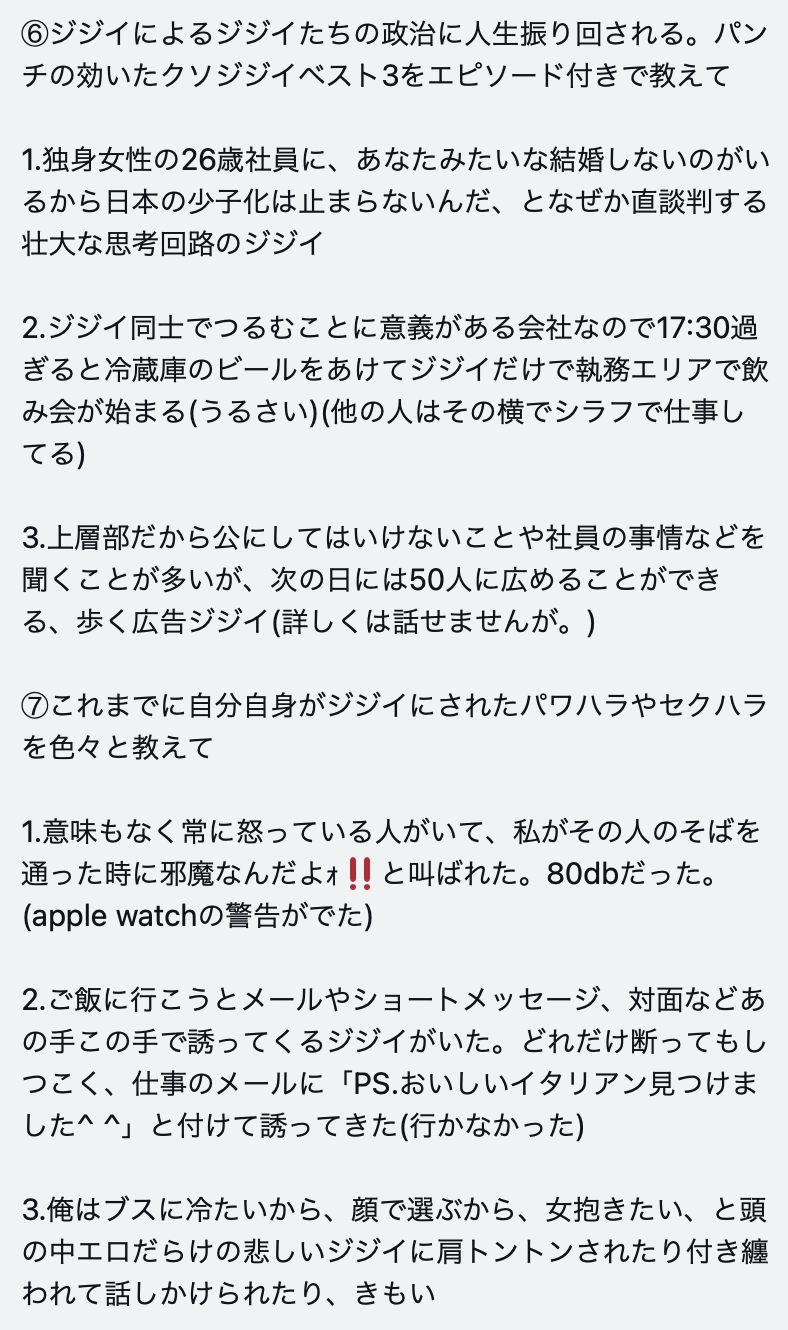 ⑥ジジイによるジジイたちの政治に人生振り回される。パン
チの効いたクソジジイベスト3をエピソード付きで教えて
1.独身女性の26歳社員に、あなたみたいな結婚しないのがい
るから日本の少子化は止まらないんだ、となぜか直談判する
壮大な思考回路のジジイ
2.ジジイ同士でつるむことに意義がある会社なので17:30過
ぎると冷蔵庫のビールをあけてジジイだけで執務エリアで飲
み会が始まる(うるさい)(他の人はその横でシラフで仕事し
てる)
3.上層部だから公にしてはいけないことや社員の事情などを
聞くことが多いが、次の日には50人に広めることができ
る、歩く広告ジジイ(詳しくは話せませんが。)
⑦これまでに自分自身がジジイにされたパワハラやセクハラ
を色々と教えて
1.意味もなく常に怒っている人がいて、私がその人のそばを
通った時に邪魔なんだよｫ‼️と叫ばれた。80dbだった。
(apple watchの警告がでた)
2.ご飯に行こうとメールやショートメッセージ、対面などあ
の手この手で誘ってくるジジイがいた。どれだけ断ってもし
つこく、仕事のメールに「PS.おいしいイタリアン見つけま
した^ ^」と付けて誘ってきた(行かなかった)
3.俺はブスに冷たいから、顔で選ぶから、女抱きたい、と頭
の中エロだらけの悲しいジジイに肩トントンされたり付き纏
われて話しかけられたり、きもい